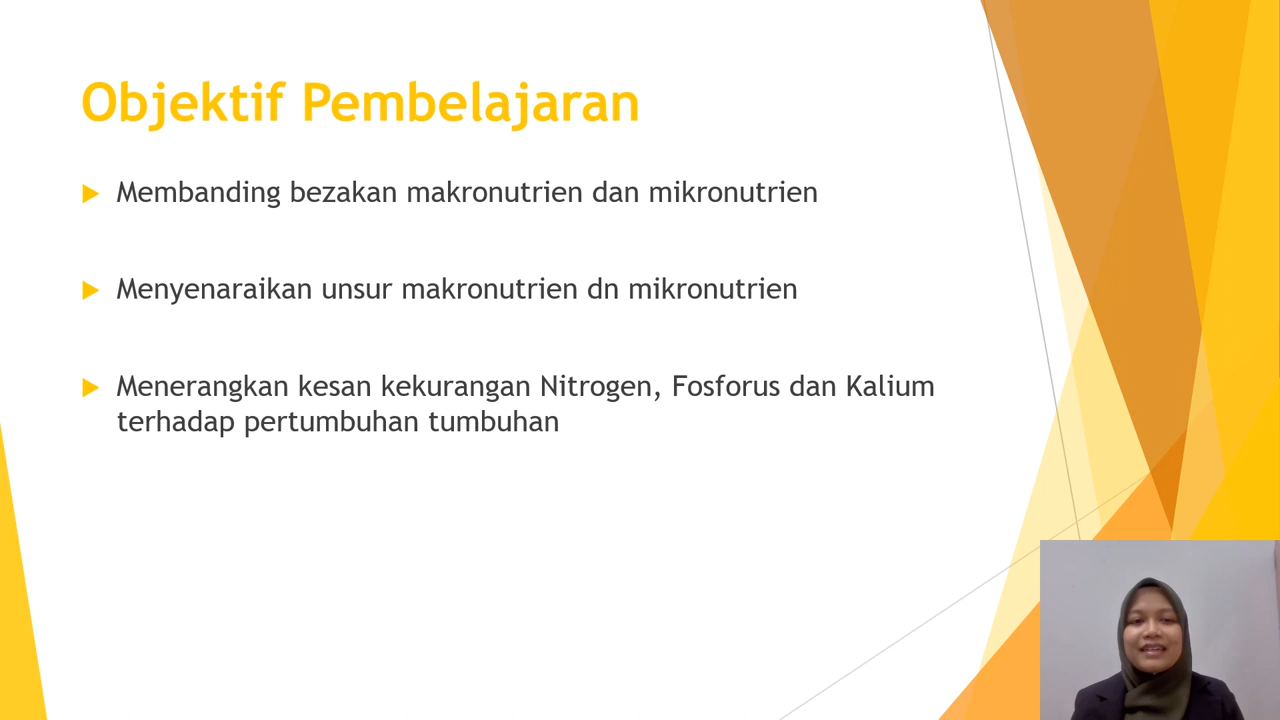 Objektif Pembelajaran
Membanding bezakan makronutrien dan mikronutrien
Menyenaraikan unsur makronutrien dn mikronutrien
Menerangkan kesan kekurangan Nitrogen, Fosforus dan Kalium
terhadap pertumbuhan tumbuhan